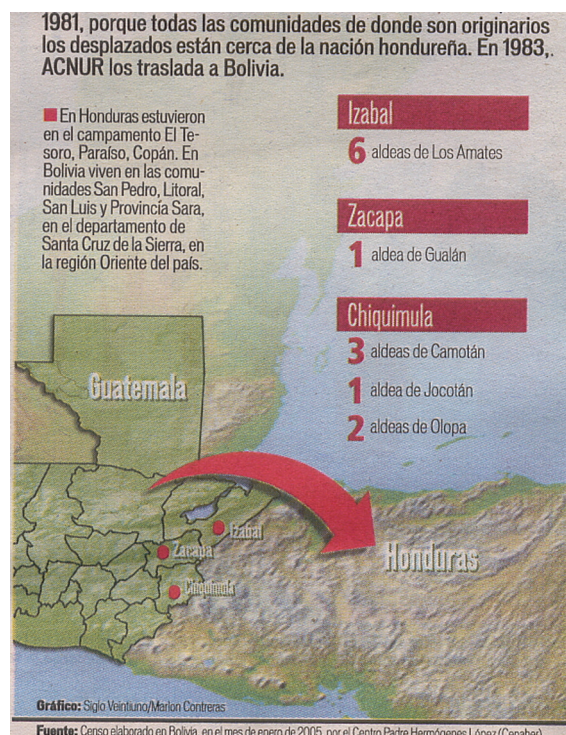 1981, porque todas las comunidades de donde son originarios
los desplazados están cerca de la nación hondureña. En 1983,.
ACNUR los traslada a Bolivia.
En Honduras estuvieron
en el campamento El Te-
soro, Paraíso, Copán. En
Bolivia viven en las comu-
nidades San Pedro, Litoral,
San Luis y Provincia Sara,
en el departamento de
Santa Cruz de la Sierra, en
la región Oriente del país.
Izabal
6 aldeas de Los Amates
Zacapa
1 aldea de Gualán
Chiquimula
3 aldeas de Camotán
1 aldea de Jocotán
2 aldeas de Olopa
Guatemala
Izabal
Zacapa
Honduras
Chiquimula
Gráfico: Siglo Veintiuno/Marlon Contreras
Fuente: Censo elaborado en Bolivia, en el mes de enero de 2005, por el Centro Padre Hermógenes López (Cepaher)